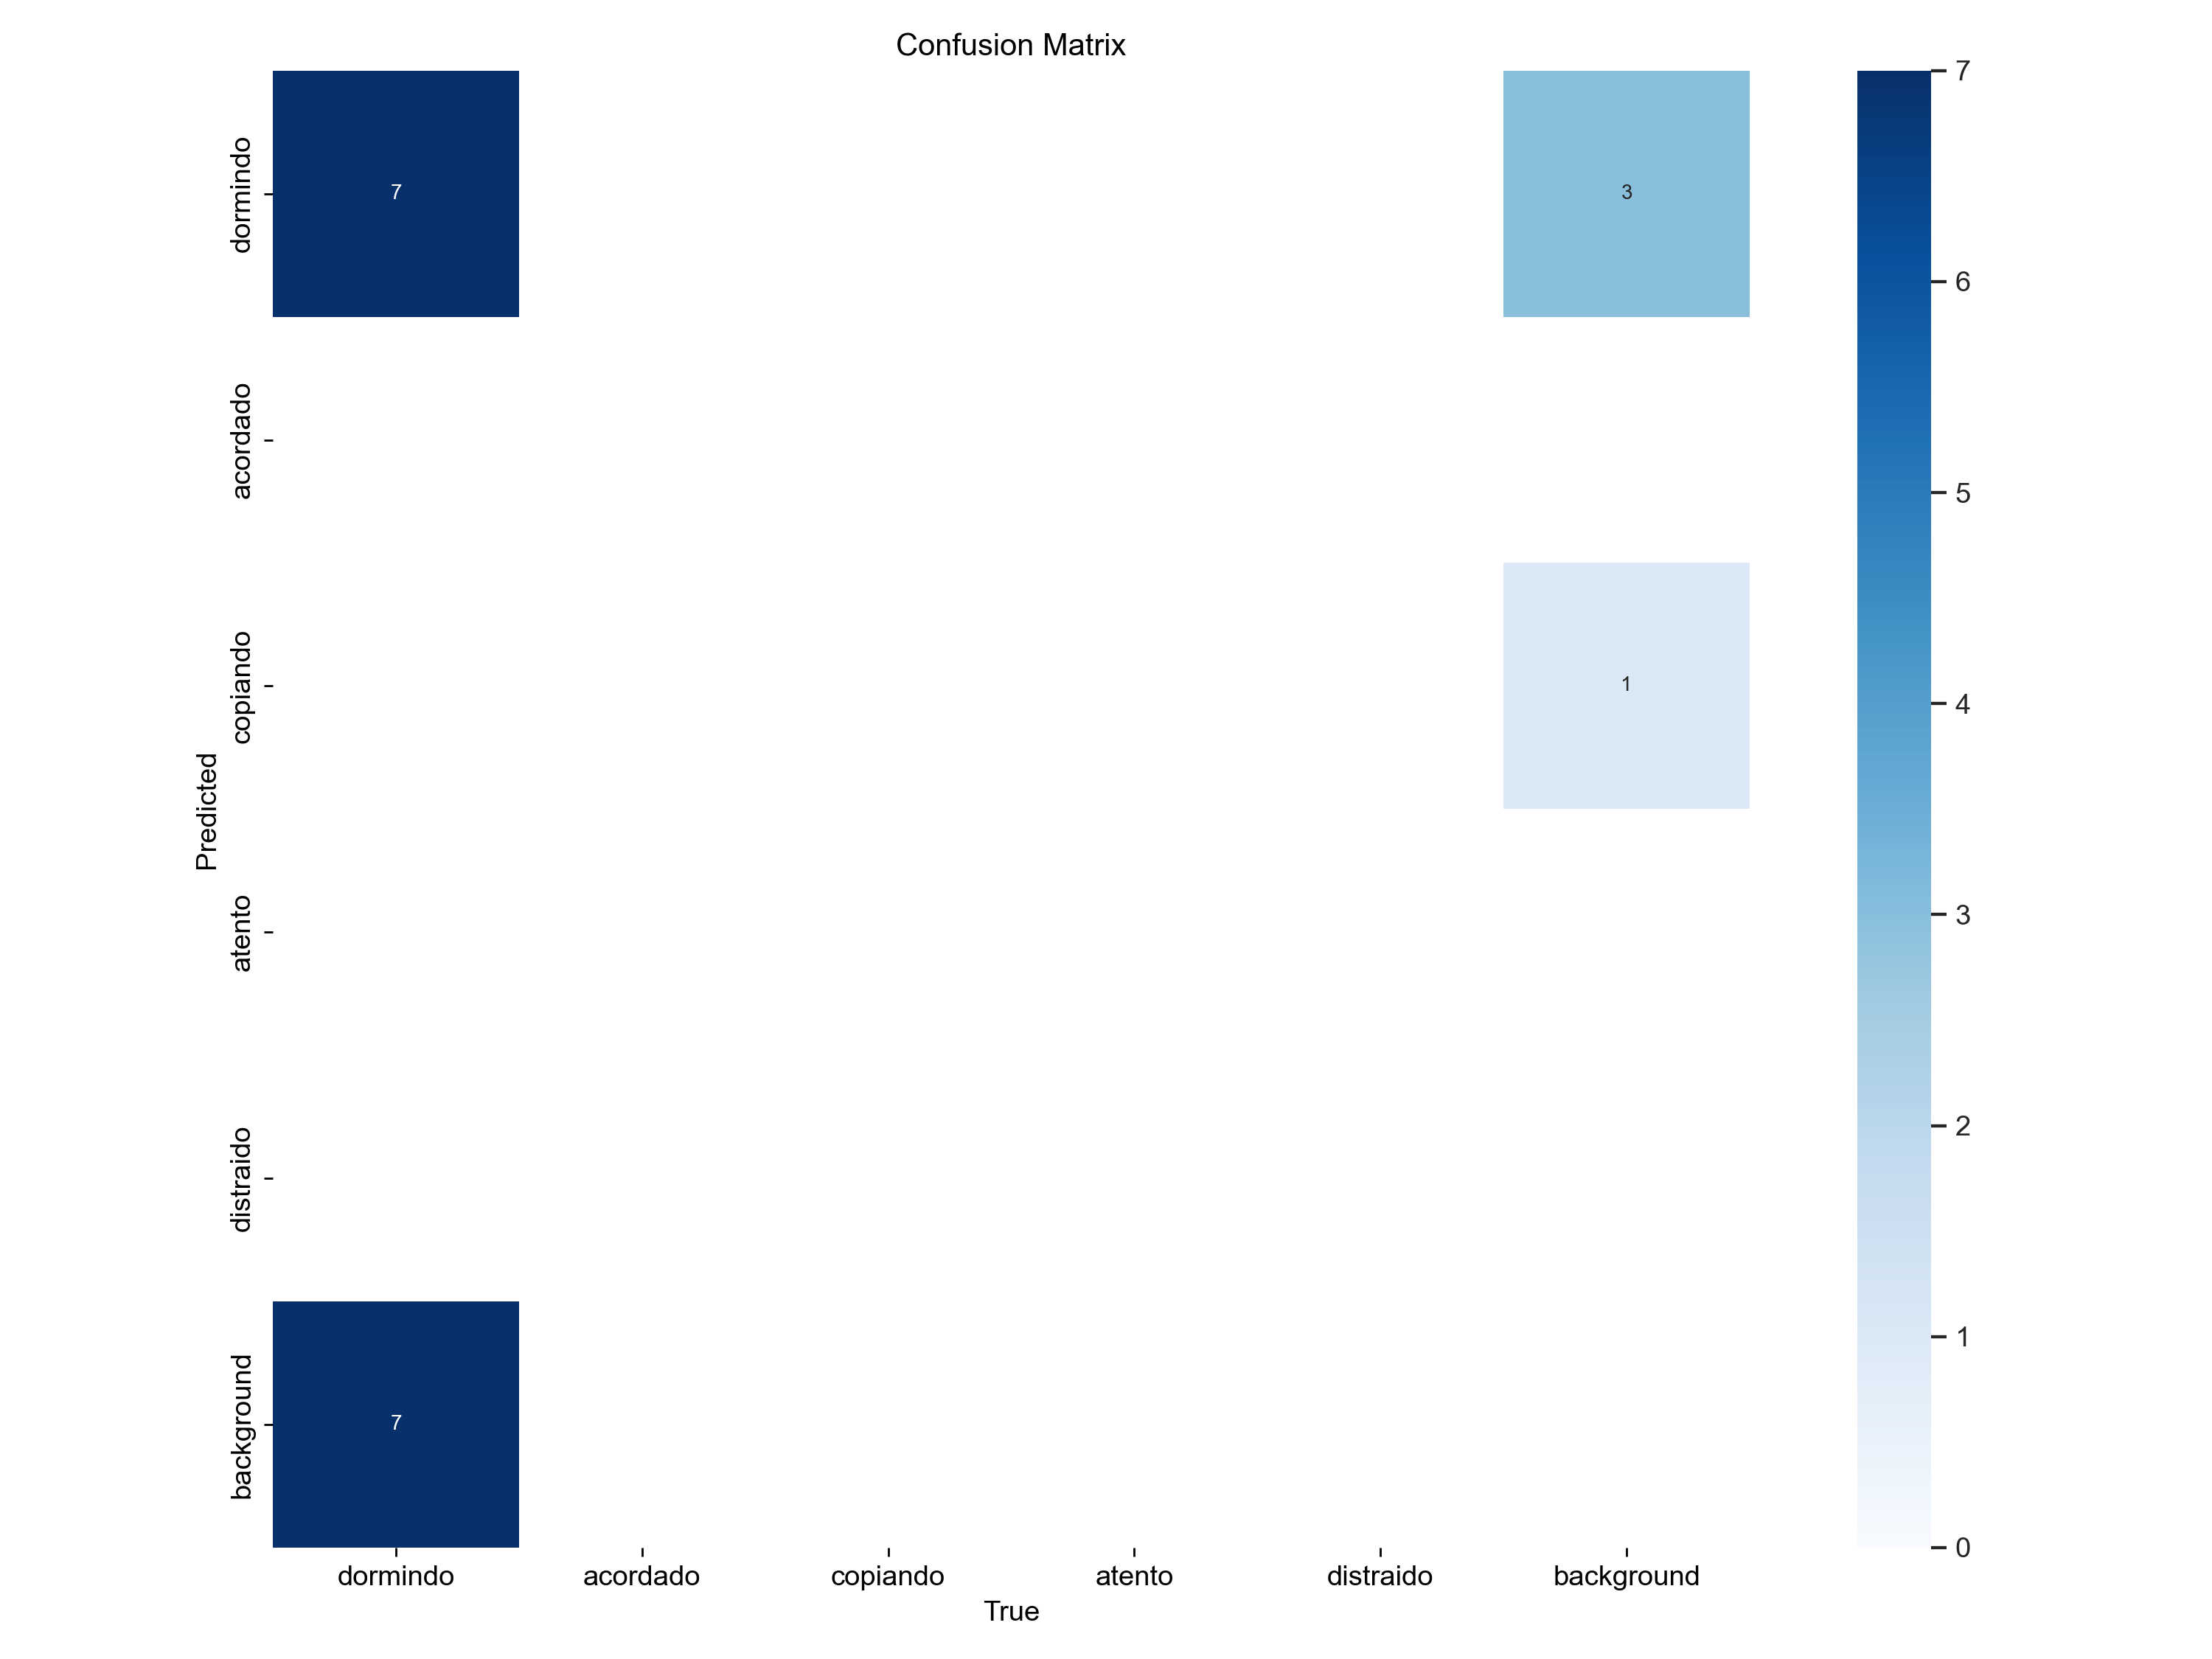 Confusion Matrix
dormindo
acordado
copiando
atento
distraido
background
Predicted
7
3
1
7
dormindo acordado copiando atento distraido background
True
7
6
5
4
3
2
1
0